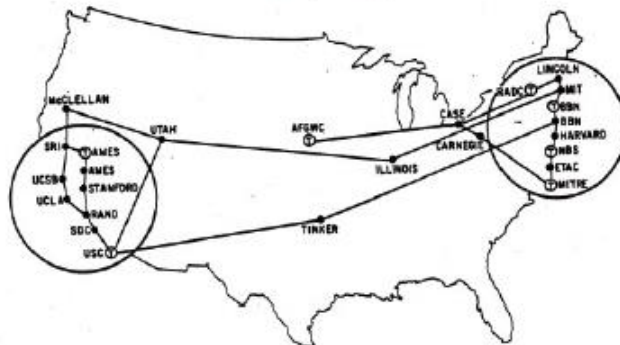 LINCOLN
RADC
MIT
McCLELLAN
BBN
CASE
BBN
AFGWC
UTAH
CARNEGIE
HARVARD
SRI
AMES
NBS
ILLINOIS
AMES
ETAC
UCSB
STAMFORD
MITRE
UCLA
RAND
SDC
TINKER
USC
T
T
T
T
T
T
T